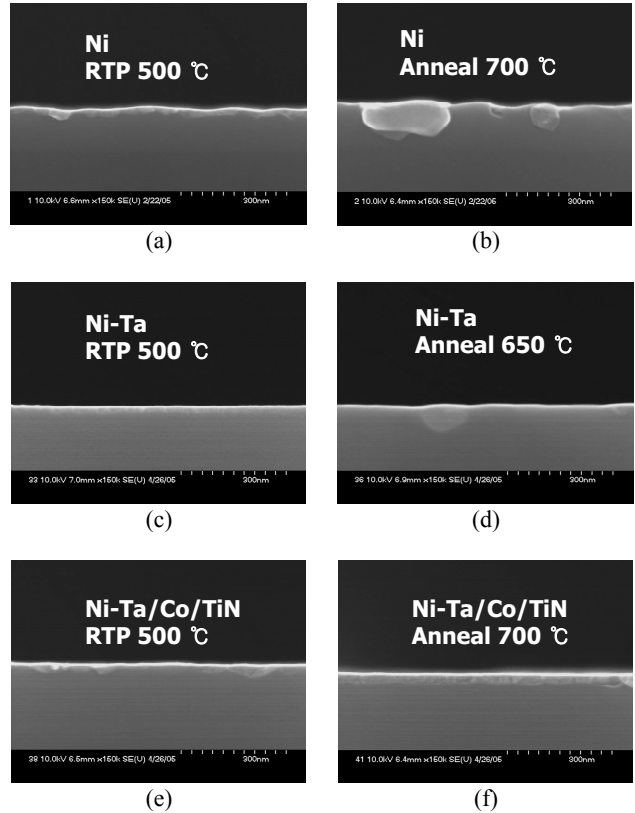 Ni
RTP 500 ℃
1 10.0kV 6.6mm x150k SE(U) 2/22/05 300nm
(a)
Ni
Anneal 700 ℃
2 10.0kV 6.4mm x150k SE(U) 2/22/05 300nm
(b)
Ni-Ta
RTP 500 ℃
33 10.0kV 7.0mm x150k SE(U) 4/26/05 300nm
(c)
Ni-Ta
Anneal 650 ℃
36 10.0kV 6.9mm x150k SE(U) 4/26/05 300nm
(d)
Ni-Ta/Co/TiN
RTP 500 ℃
38 10.0kV 6.5mm x150k SE(U) 4/26/05 300nm
(e)
Ni-Ta/Co/TiN
Anneal 700 ℃
41 10.0kV 6.4mm x150k SE(U) 4/26/05 300nm
(f)